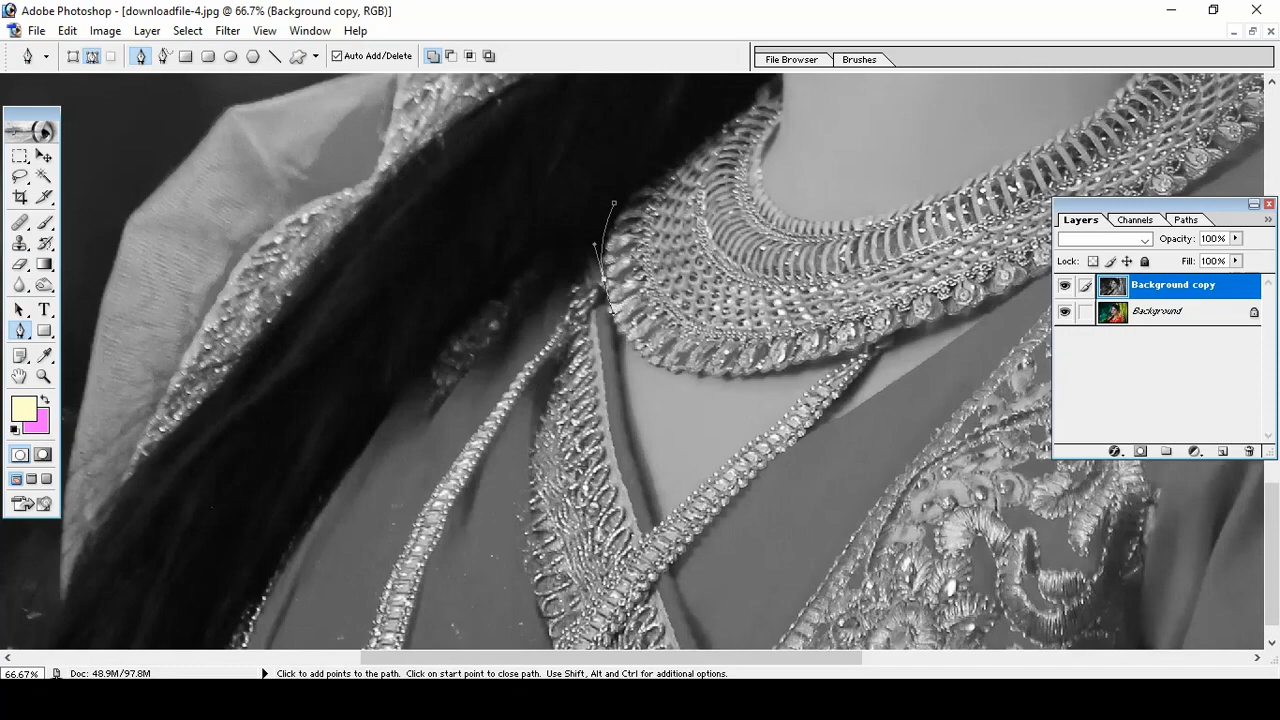 Adobe Photoshop - [downloadfile-4.jpg @ 66.7% (Background copy, RGB)]
File Edit Image Layer Select Filter View Window Help
Auto Add/Delete
File Browser
Brushes
Layers Channels Paths
Opacity: 100%
Lock: Fill: 100%
Background copy
Background
66.67% Doc: 48.9M/97.8M Click to add points to the path. Click on start point to close path. Use Shift, Alt and Ctrl for additional options.